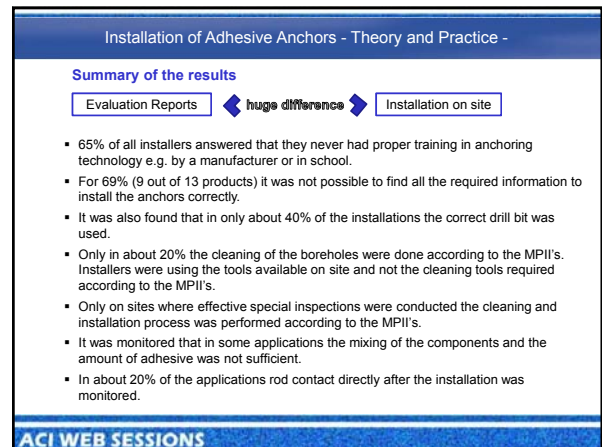 Installation of Adhesive Anchors - Theory and Practice -
Summary of the results
Evaluation Reports huge difference Installation on site
▪ 65% of all installers answered that they never had proper training in anchoring
technology e.g. by a manufacturer or in school.
▪ For 69% (9 out of 13 products) it was not possible to find all the required information to
install the anchors correctly.
▪ It was also found that in only about 40% of the installations the correct drill bit was
used.
▪ Only in about 20% the cleaning of the boreholes were done according to the MPII's.
Installers were using the tools available on site and not the cleaning tools required
according to the MPII's.
▪ Only on sites where effective special inspections were conducted the cleaning and
installation process was performed according to the MPII's.
▪ It was monitored that in some applications the mixing of the components and the
amount of adhesive was not sufficient.
▪ In about 20% of the applications rod contact directly after the installation was
monitored.
ACI WEB SESSIONS